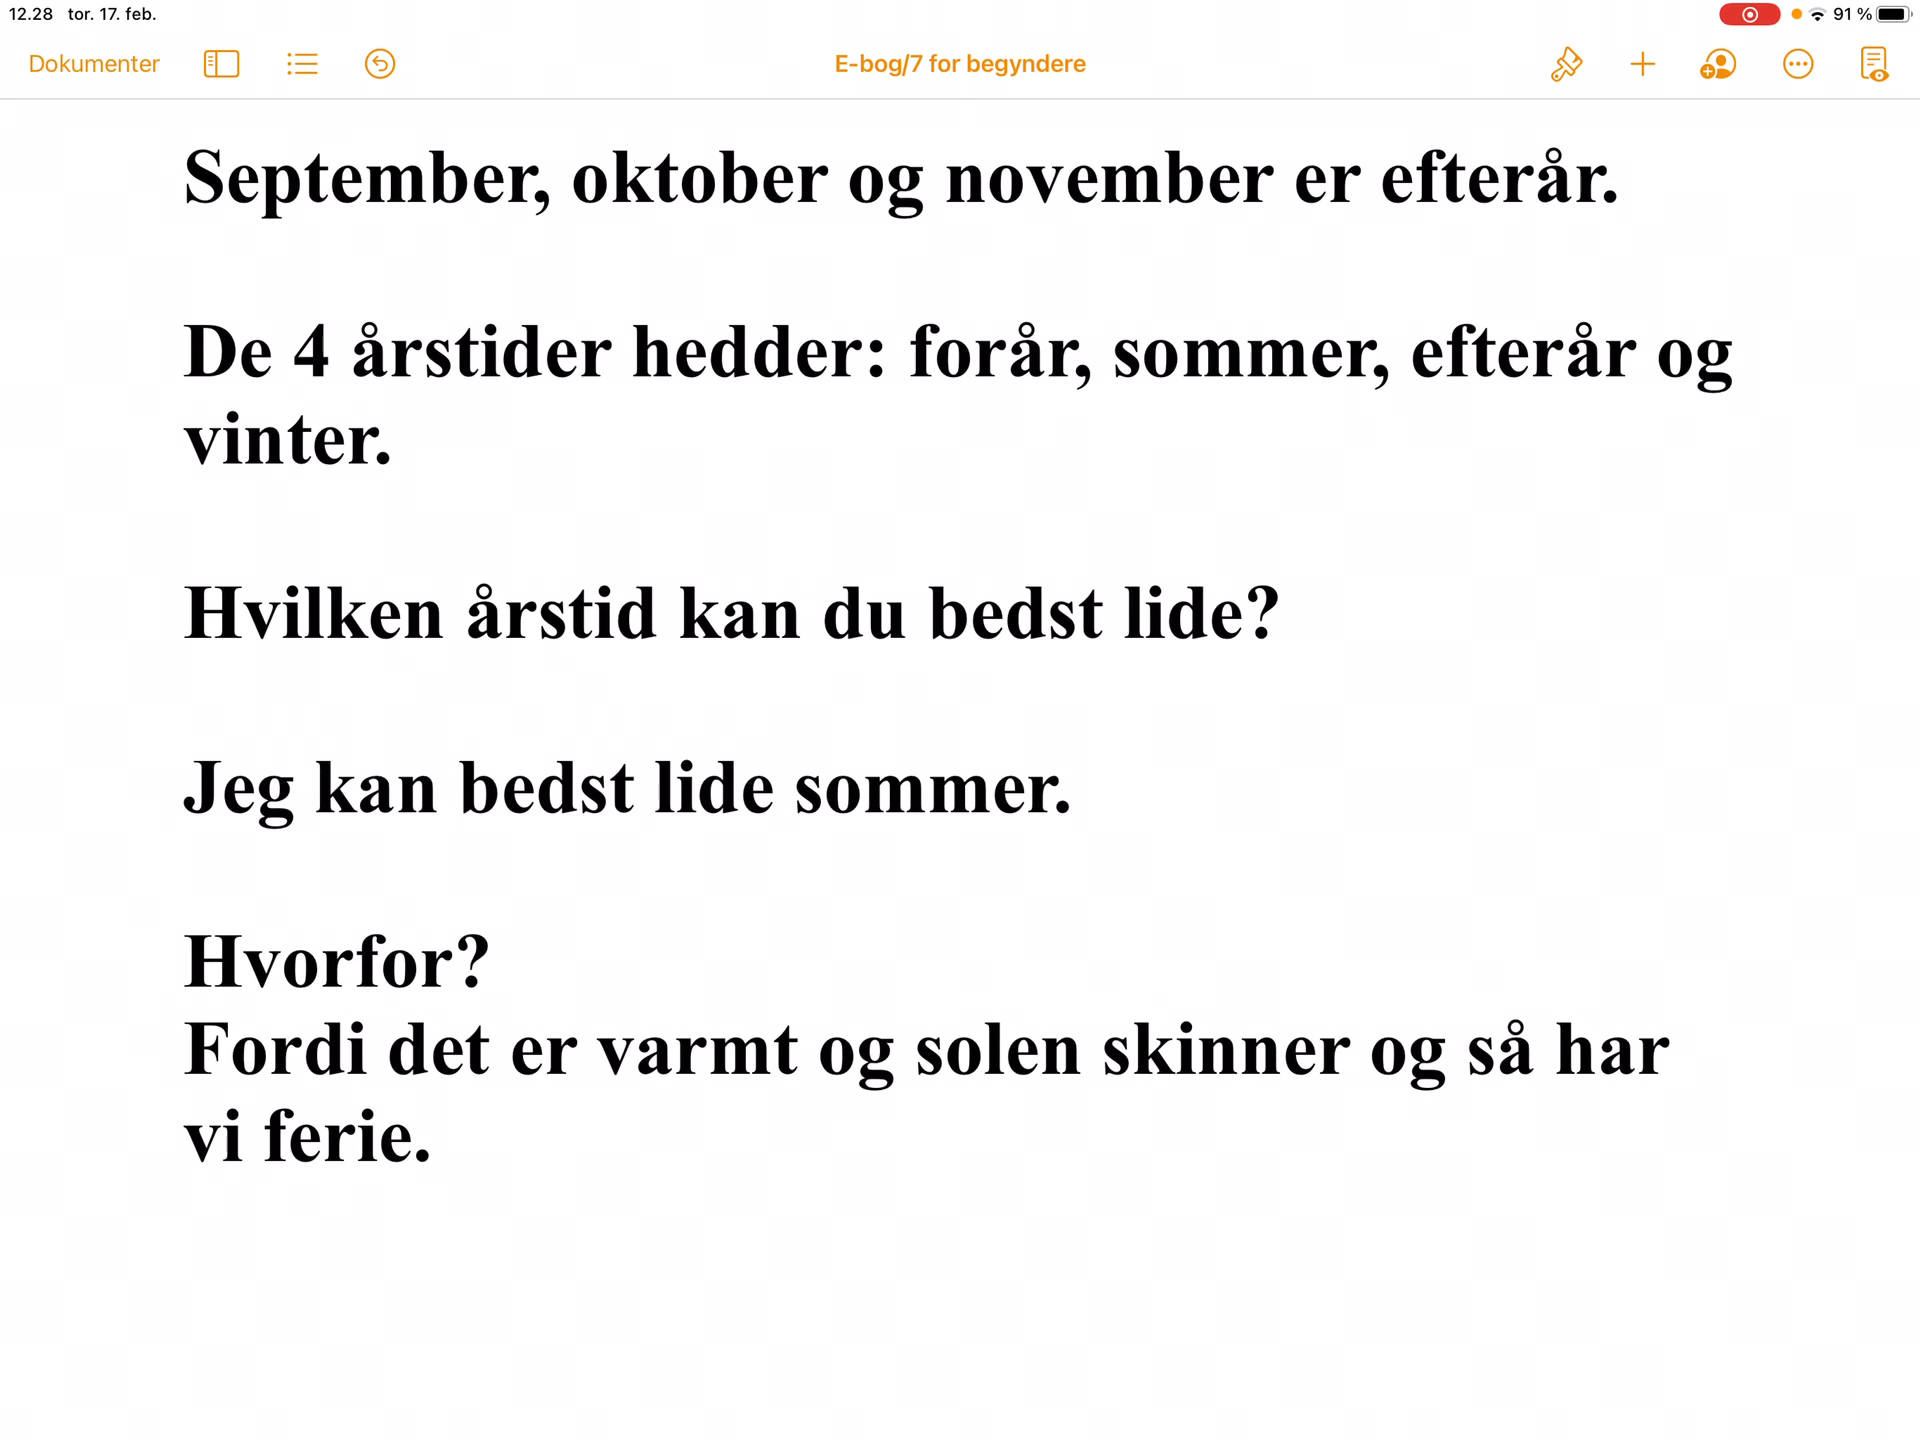 12.28 tor. 17. feb.
91 %
Dokumenter
E-bog/7 for begyndere
September, oktober og november er efterår.
De 4 årstider hedder: forår, sommer, efterår og
vinter.
Hvilken årstid kan du bedst lide?
Jeg kan bedst lide sommer.
Hvorfor?
Fordi det er varmt og solen skinner og så har
vi ferie.